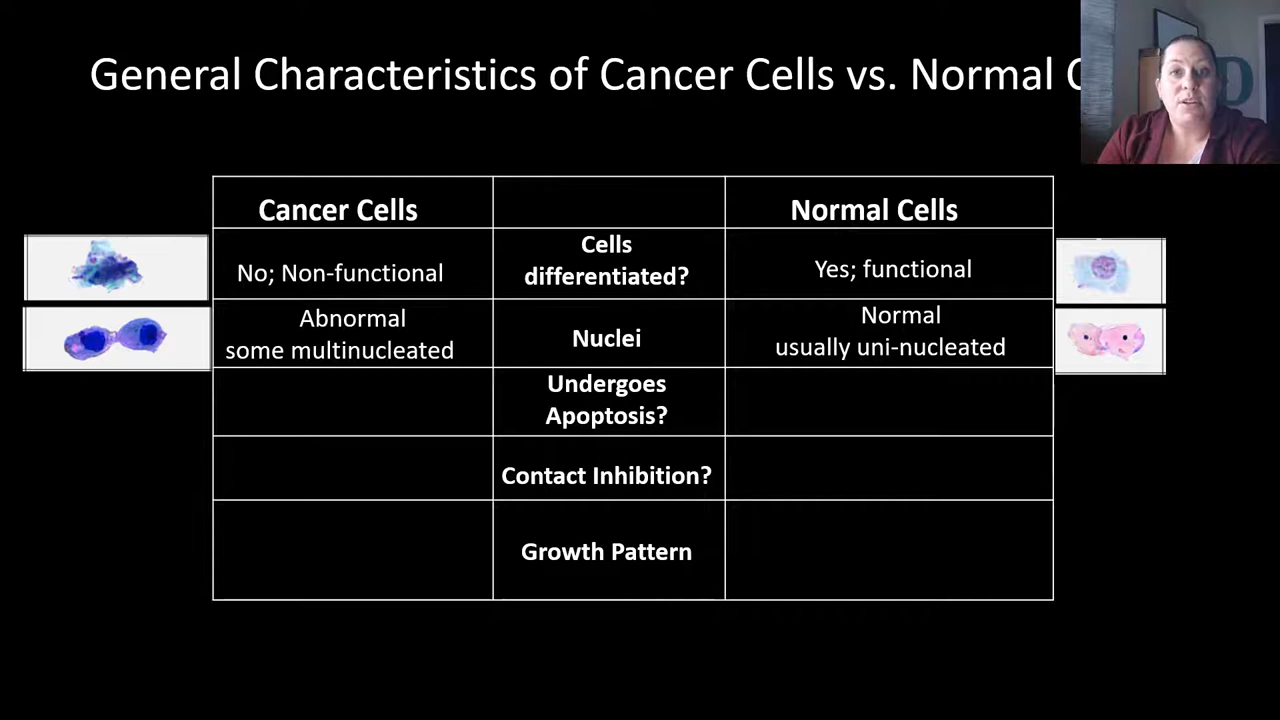 General Characteristics of Cancer Cells vs. Normal
Cancer Cells
Normal Cells
No; Non-functional
Cells
differentiated?
Yes; functional
Abnormal
some multinucleated
Nuclei
Normal
usually uni-nucleated
Undergoes
Apoptosis?
Contact Inhibition?
Growth Pattern